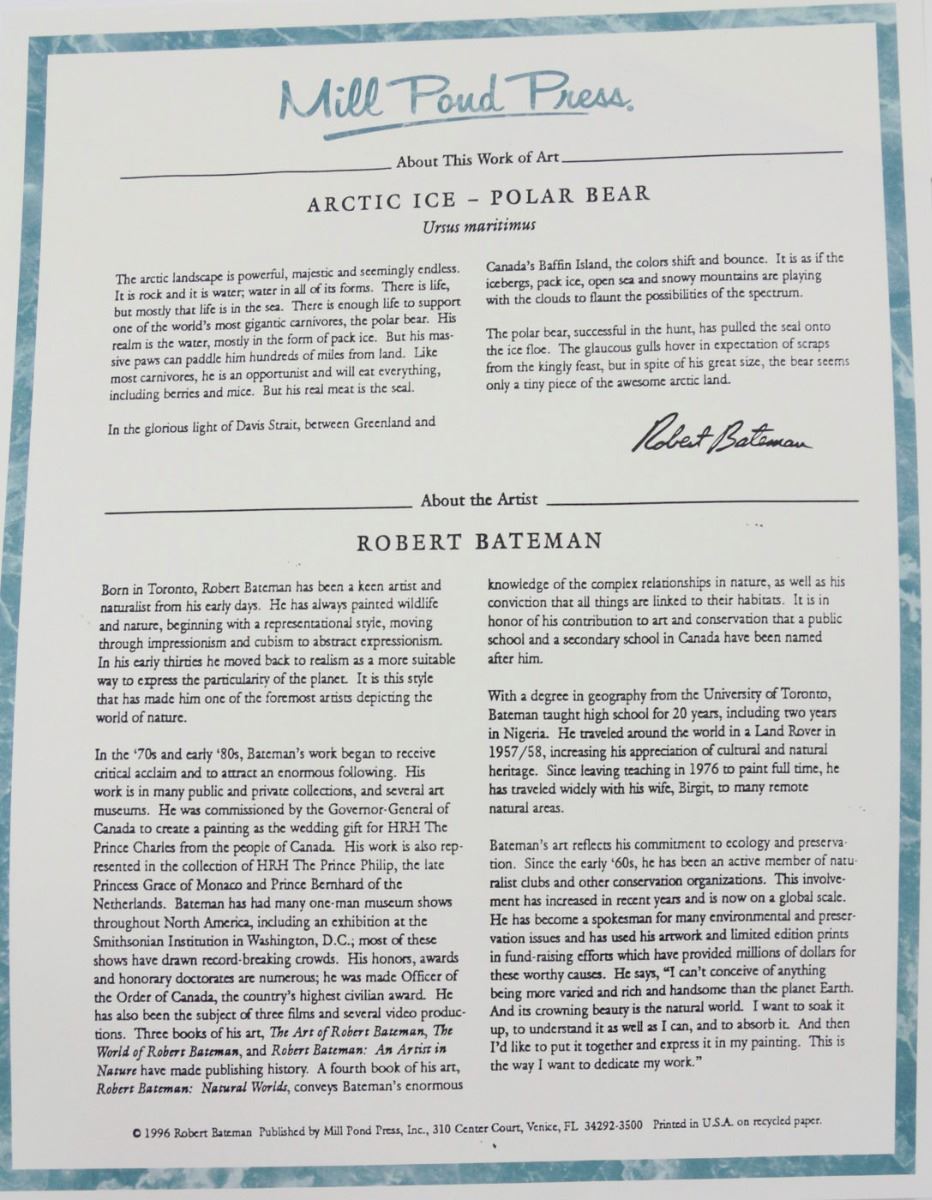 Mill Pond Press.
About This Work of Art
ARCTIC ICE – POLAR BEAR
Ursus maritimus
The arctic landscape is powerful, majestic and seemingly endless.
It is rock and it is water; water in all of its forms. There is life,
but mostly that life is in the sea. There is enough life to support
one of the world's most gigantic carnivores, the polar bear. His
realm is the water, mostly in the form of pack ice. But his mas-
sive paws can paddle him hundreds of miles from land. Like
most carnivores, he is an opportunist and will eat everything,
including berries and mice. But his real meat is the seal.
In the glorious light of Davis Strait, between Greenland and
Canada's Baffin Island, the colors shift and bounce. It is as if the
icebergs, pack ice, open sea and snowy mountains are playing
with the clouds to flaunt the possibilities of the spectrum.
The polar bear, successful in the hunt, has pulled the seal onto
the ice floe. The glaucous gulls hover in expectation of scraps
from the kingly feast, but in spite of his great size, the bear seems
only a tiny piece of the awesome arctic land.
Robert Bateman
About the Artist
ROBERT BATEMAN
Born in Toronto, Robert Bateman has been a keen artist and
naturalist from his early days. He has always painted wildlife
and nature, beginning with a representational style, moving
through impressionism and cubism to abstract expressionism.
In his early thirties he moved back to realism as a more suitable
way to express the particularity of the planet. It is this style
that has made him one of the foremost artists depicting the
world of nature.
In the '70s and early '80s, Bateman's work began to receive
critical acclaim and to attract an enormous following. His
work is in many public and private collections, and several art
museums. He was commissioned by the Governor-General of
Canada to create a painting as the wedding gift for HRH The
Prince Charles from the people of Canada. His work is also rep-
resented in the collection of HRH The Prince Philip, the late
Princess Grace of Monaco and Prince Bernhard of the
Netherlands. Bateman has had many one-man museum shows
throughout North America, including an exhibition at the
Smithsonian Institution in Washington, D.C.; most of these
shows have drawn record-breaking crowds. His honors, awards
and honorary doctorates are numerous; he was made Officer of
the Order of Canada, the country's highest civilian award. He
has also been the subject of three films and several video produc-
tions. Three books of his art, The Art of Robert Bateman, The
World of Robert Bateman, and Robert Bateman: An Artist in
Nature have made publishing history. A fourth book of his art,
Robert Bateman: Natural Worlds, conveys Bateman's enormous
knowledge of the complex relationships in nature, as well as his
conviction that all things are linked to their habitats. It is in
honor of his contribution to art and conservation that a public
school and a secondary school in Canada have been named
after him.
With a degree in geography from the University of Toronto,
Bateman taught high school for 20 years, including two years
in Nigeria. He traveled around the world in a Land Rover in
1957/58, increasing his appreciation of cultural and natural
heritage. Since leaving teaching in 1976 to paint full time, he
has traveled widely with his wife, Birgit, to many remote
natural areas.
Bateman's art reflects his commitment to ecology and preserva-
tion. Since the early '60s, he has been an active member of natu-
ralist clubs and other conservation organizations. This involve-
ment has increased in recent years and is now on a global scale.
He has become a spokesman for many environmental and preser-
vation issues and has used his artwork and limited edition prints
in fund-raising efforts which have provided millions of dollars for
these worthy causes. He says, "I can't conceive of anything
being more varied and rich and handsome than the planet Earth.
And its crowning beauty is the natural world. I want to soak it
up, to understand it as well as I can, and to absorb it. And then
I'd like to put it together and express it in my painting. This is
the way I want to dedicate my work."
© 1996 Robert Bateman Published by Mill Pond Press, Inc., 310 Center Court, Venice, FL 34292-3500 Printed in U.S.A. on recycled paper.